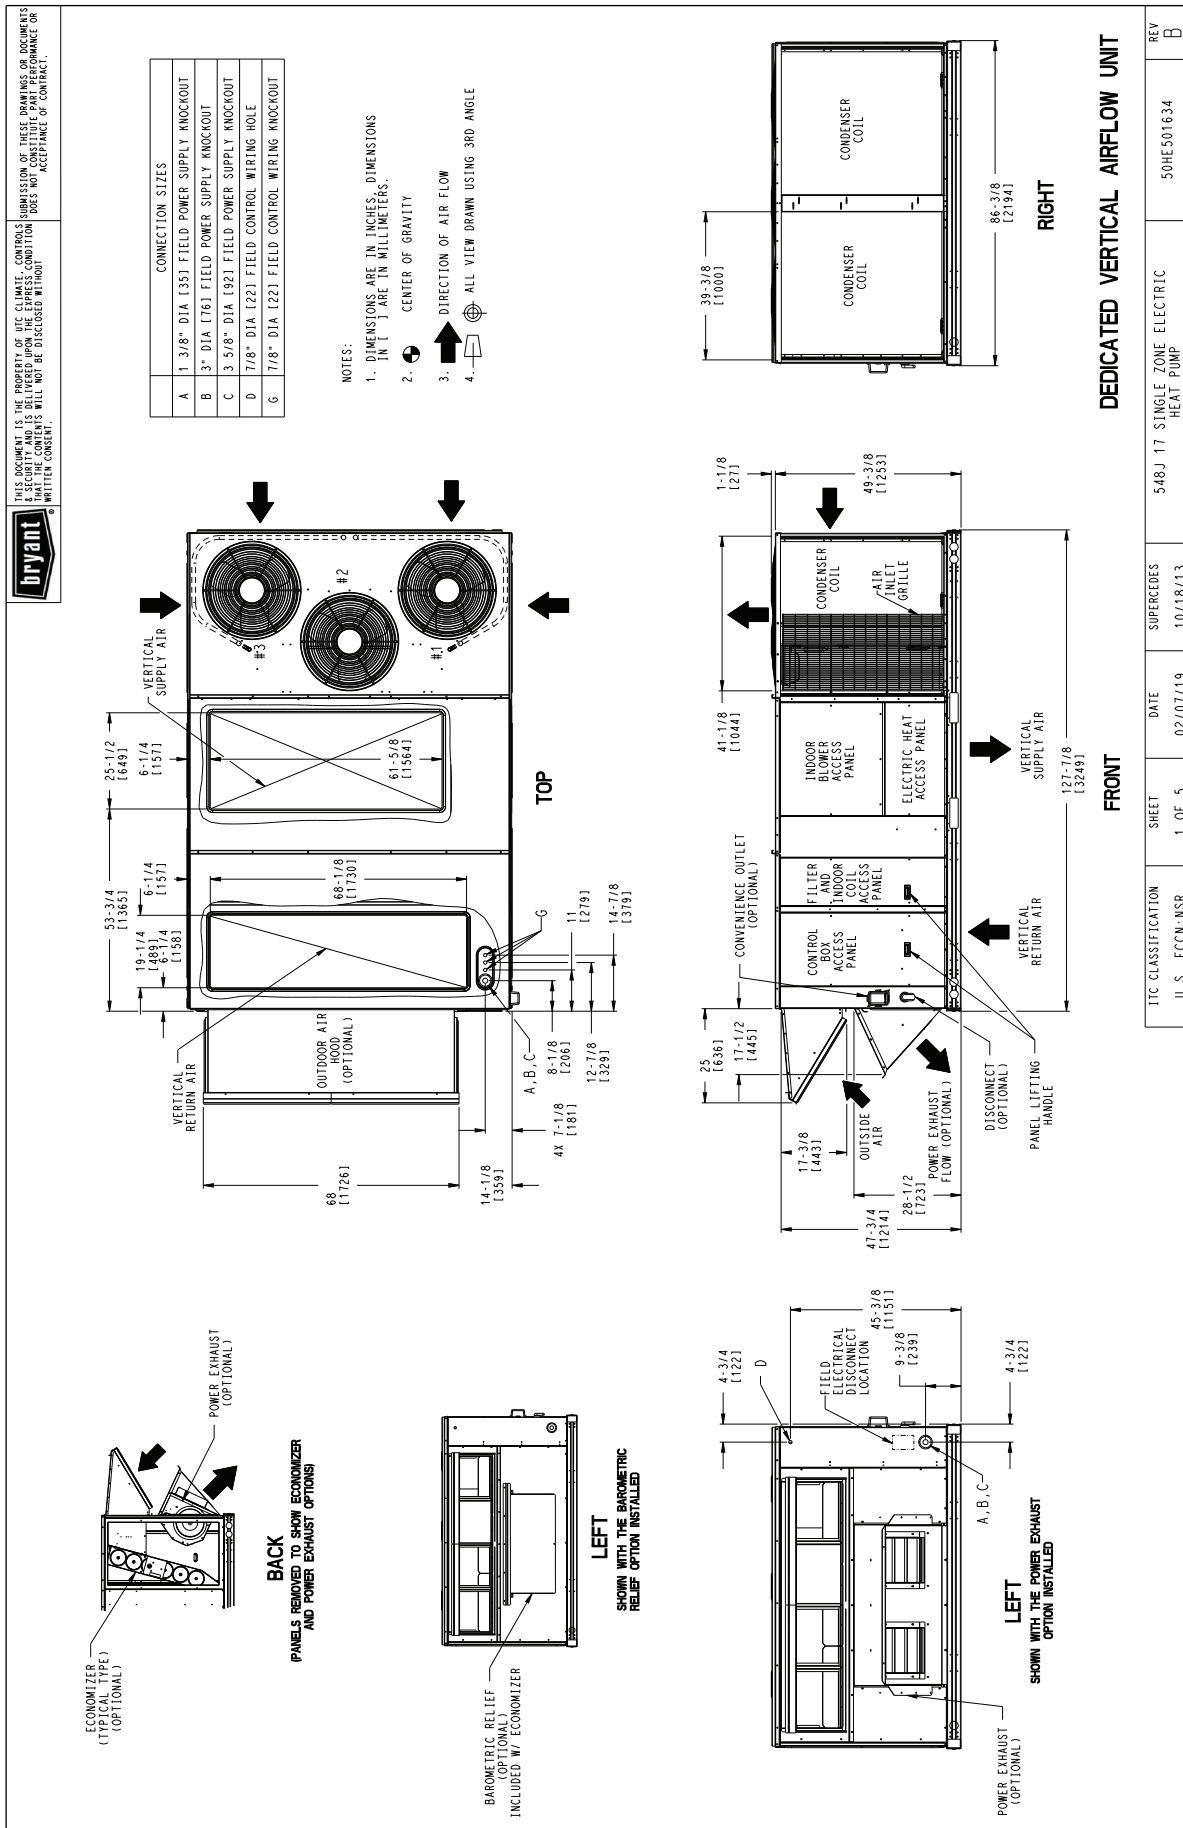 bryant
®
THIS DOCUMENT IS THE PROPERTY OF UTC CLIMATE, CONTROLS
& SECURITY AND IS DELIVERED UPON THE EXPRESS CONDITION
THAT THE CONTENTS WILL NOT BE DISCLOSED WITHOUT
WRITTEN CONSENT.
SUBMISSION OF THESE DRAWINGS OR DOCUMENTS
DOES NOT CONSTITUTE PART PERFORMANCE OR
ACCEPTANCE OF CONTRACT.
CONNECTION SIZES
A 1 3/8" DIA [35] FIELD POWER SUPPLY KNOCKOUT
B 3" DIA [76] FIELD POWER SUPPLY KNOCKOUT
C 3 5/8" DIA [92] FIELD POWER SUPPLY KNOCKOUT
D 7/8" DIA [22] FIELD CONTROL WIRING HOLE
G 7/8" DIA [22] FIELD CONTROL WIRING KNOCKOUT
NOTES:
1. DIMENSIONS ARE IN INCHES, DIMENSIONS
IN [ ] ARE IN MILLIMETERS.
2. CENTER OF GRAVITY
3. DIRECTION OF AIR FLOW
4. ALL VIEW DRAWN USING 3RD ANGLE
ECONOMIZER
(TYPICAL TYPE)
(OPTIONAL)
POWER EXHAUST
(OPTIONAL)
BACK
(PANELS REMOVED TO SHOW ECONOMIZER
AND POWER EXHAUST OPTIONS)
VERTICAL
RETURN AIR
OUTDOOR AIR
HOOD
(OPTIONAL)
VERTICAL
SUPPLY AIR
53-3/4
[1365]
25-1/2
[649]
19-1/4
[489]
6-1/4
[158]
6-1/4
[157]
6-1/4
[157]
68-1/8
[1730]
61-5/8
[1564]
68
[1726]
14-1/8
[359]
4X 7-1/8
[181]
A,B,C
8-1/8
[206]
12-7/8
[329]
11
[279]
14-7/8
[379]
G
#1
#2
#3
TOP
BAROMETRIC RELIEF
(OPTIONAL)
INCLUDED W/ ECONOMIZER
LEFT
SHOWN WITH THE BAROMETRIC
RELIEF OPTION INSTALLED
POWER EXHAUST
(OPTIONAL)
4-3/4
[122]
D
FIELD
ELECTRICAL
DISCONNECT
LOCATION
45-3/8
[1151]
9-3/8
[239]
4-3/4
[122]
A,B,C
LEFT
SHOWN WITH THE POWER EXHAUST
OPTION INSTALLED
25
[636]
17-1/2
[445]
17-3/8
[443]
47-3/4
[1214]
28-1/2
[723]
OUTSIDE
AIR
POWER EXHAUST
FLOW (OPTIONAL)
DISCONNECT
(OPTIONAL)
PANEL LIFTING
HANDLE
CONVENIENCE OUTLET
(OPTIONAL)
CONTROL
BOX
ACCESS
PANEL
FILTER
AND
INDOOR
COIL
ACCESS
PANEL
INDOOR
BLOWER
ACCESS
PANEL
ELECTRIC HEAT
ACCESS PANEL
CONDENSER
COIL
AIR
INLET
GRILLE
41-1/8
[1044]
1-1/8
[27]
49-3/8
[1253]
VERTICAL
RETURN AIR
VERTICAL
SUPPLY AIR
127-7/8
[3249]
FRONT
39-3/8
[1000]
CONDENSER
COIL
CONDENSER
COIL
86-3/8
[2194]
RIGHT
DEDICATED VERTICAL AIRFLOW UNIT
ITC CLASSIFICATION
U.S. ECCN:NSR
SHEET
1 OF 5
DATE
02/07/19
SUPERCEDES
10/18/13
548J 17 SINGLE ZONE ELECTRIC
HEAT PUMP
50HE501634
REV
B